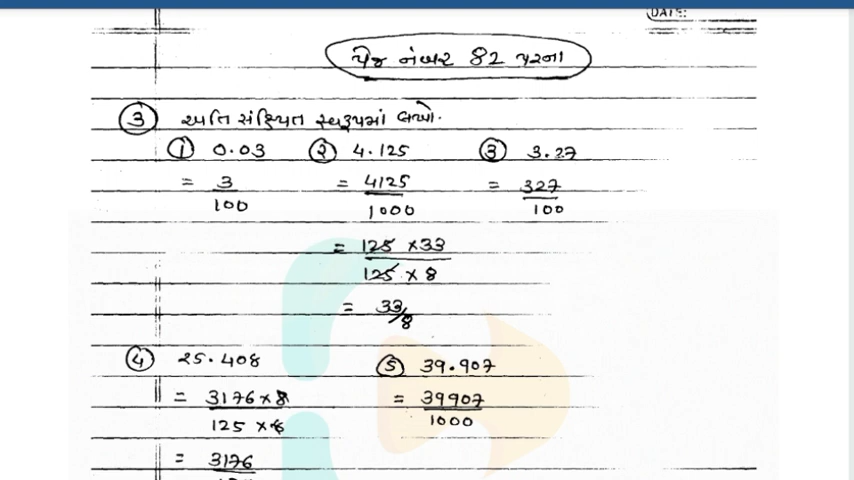 DATE:
પેજ નંબર 82 પરના
③ અતિ સંક્ષિપ્ત સ્વરૂપમાં લખો.
① 0.03 ② 4.125 ③ 3.27
= 3/100 = 4125/1000 = 327/100
= 125 × 33 / 125 × 8
= 33/8
④ 25.408 ⑤ 39.907
= 3176 × 8 / 125 × 8 = 39907/1000
= 3176